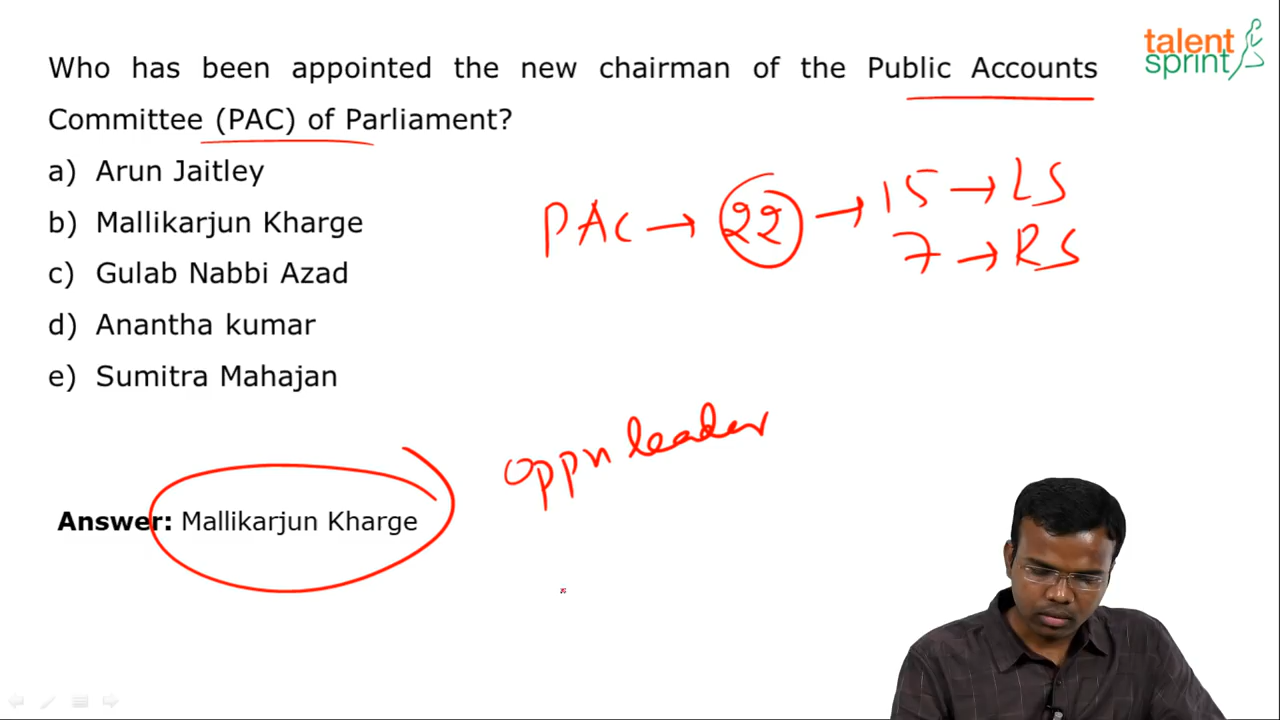 talent
sprint
Who has been appointed the new chairman of the Public Accounts
Committee (PAC) of Parliament?
a) Arun Jaitley
b) Mallikarjun Kharge
c) Gulab Nabbi Azad
d) Anantha kumar
e) Sumitra Mahajan
PAC → 22 → 15 → LS
7 → RS
oppn leader
Answer: Mallikarjun Kharge